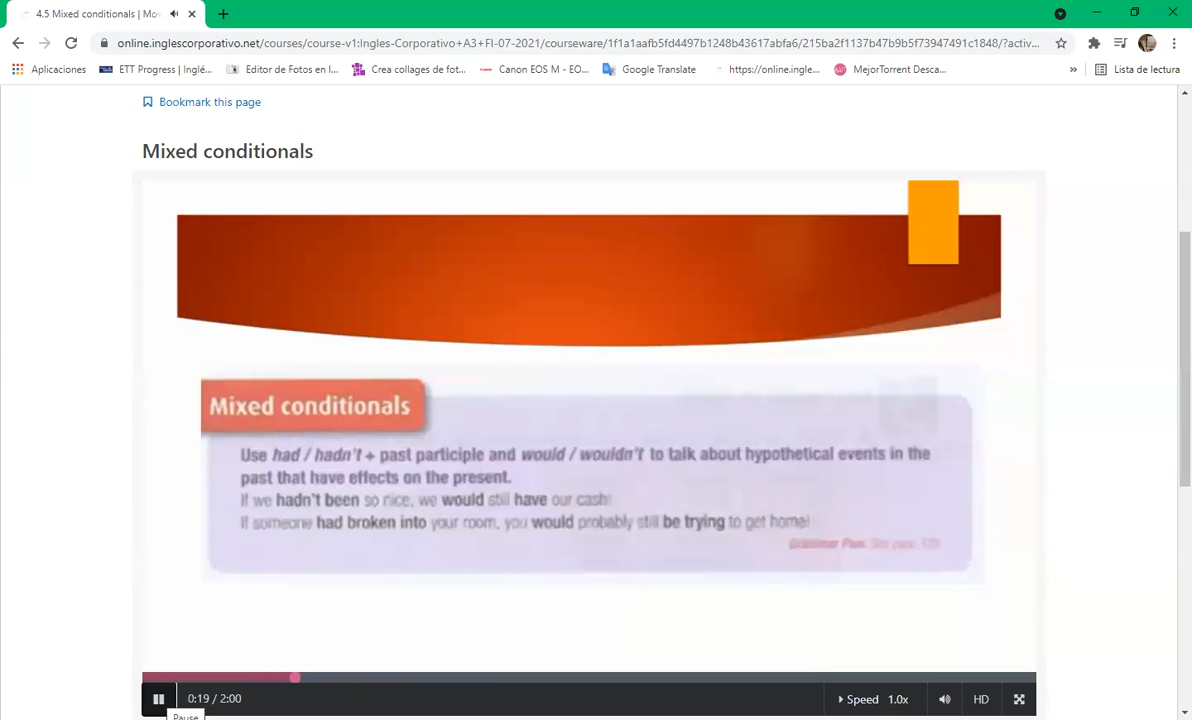 4.5 Mixed conditionals | Mo
online.inglescorporativo.net/courses/course-v1:Ingles-Corporativo+A3+FI-07-2021/courseware/1f1a1aafb5fd4497b1248b43617abfa6/215ba2f1137b47b9b5f73947491c1848/?activ...
Aplicaciones ETT Progress | Inglé... Editor de Fotos en l... Crea collages de fot... Canon EOS M - EO... Google Translate https://online.ingle... MejorTorrent Desca... » Lista de lectura
Bookmark this page
Mixed conditionals
Mixed conditionals
Use had / hadn't + past participle and would / wouldn't to talk about hypothetical events in the
past that have effects on the present.
If we hadn't been so nice, we would still have our cash!
If someone had broken into your room, you would probably still be trying to get home!
Grammar Plus: See page
0:19 / 2:00 Speed 1.0x HD
Pause